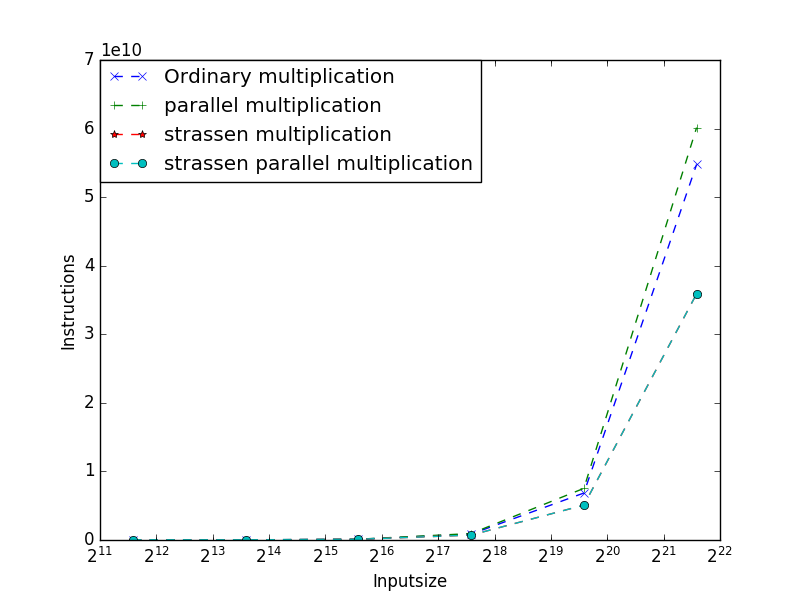 1e10
7
6
5
4
3
2
1
0
Ordinary multiplication
parallel multiplication
strassen multiplication
strassen parallel multiplication
Instructions
2^11 2^12 2^13 2^14 2^15 2^16 2^17 2^18 2^19 2^20 2^21 2^22
Inputsize